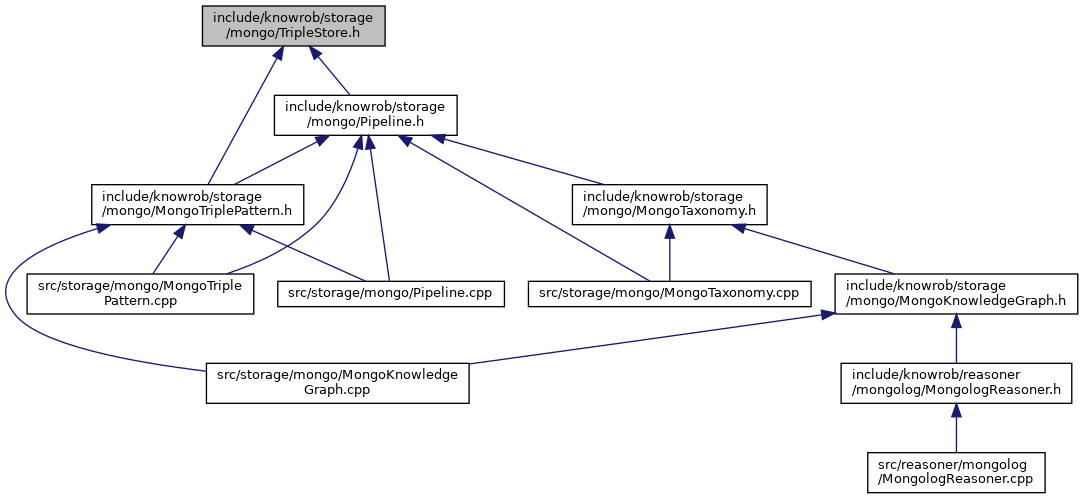 include/knowrob/storage
/mongo/TripleStore.h
include/knowrob/storage
/mongo/Pipeline.h
include/knowrob/storage
/mongo/MongoTriplePattern.h
include/knowrob/storage
/mongo/MongoTaxonomy.h
src/storage/mongo/MongoTriple
Pattern.cpp
src/storage/mongo/Pipeline.cpp
src/storage/mongo/MongoTaxonomy.cpp
include/knowrob/storage
/mongo/MongoKnowledgeGraph.h
src/storage/mongo/MongoKnowledge
Graph.cpp
include/knowrob/reasoner
/mongolog/MongologReasoner.h
src/reasoner/mongolog
/MongologReasoner.cpp